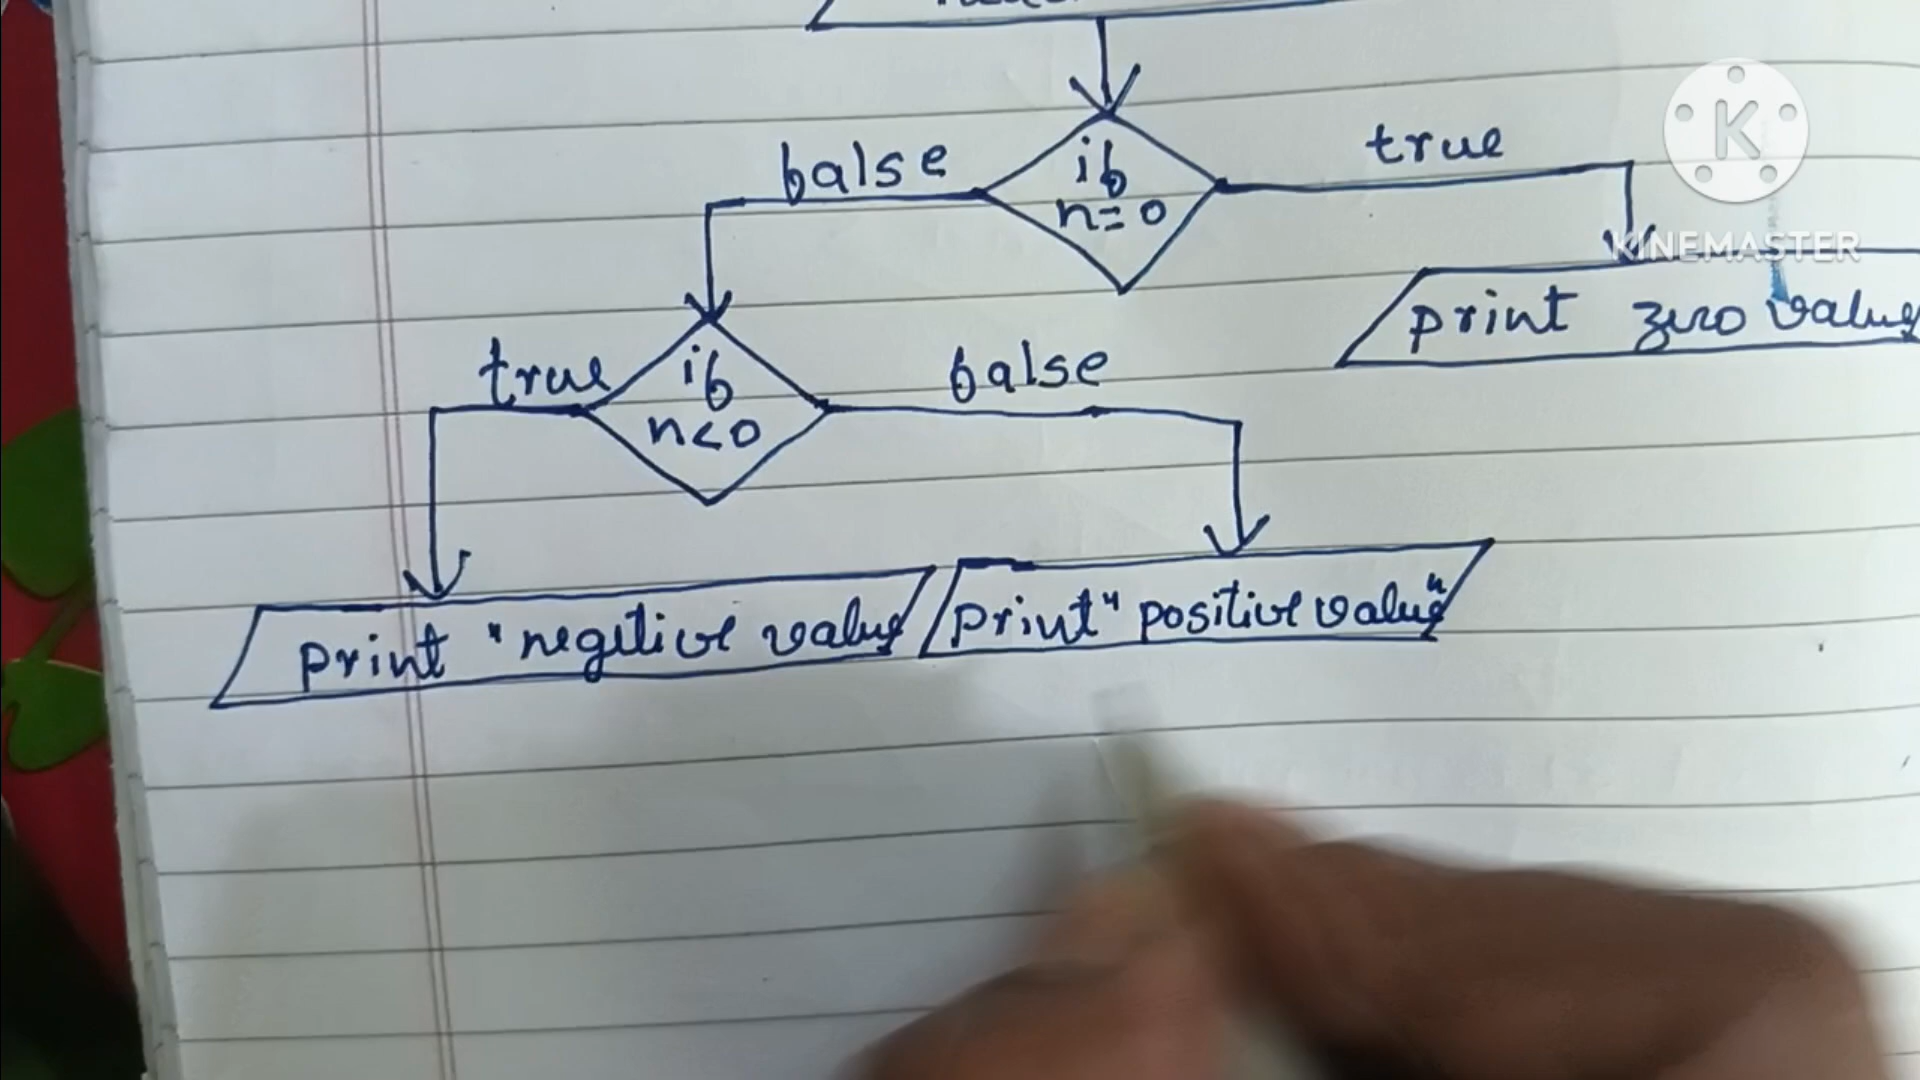 true
false
if
n=0
KINEMASTER
K
print zero value
true
if
n<0
false
print "negitive value
print "positive value"